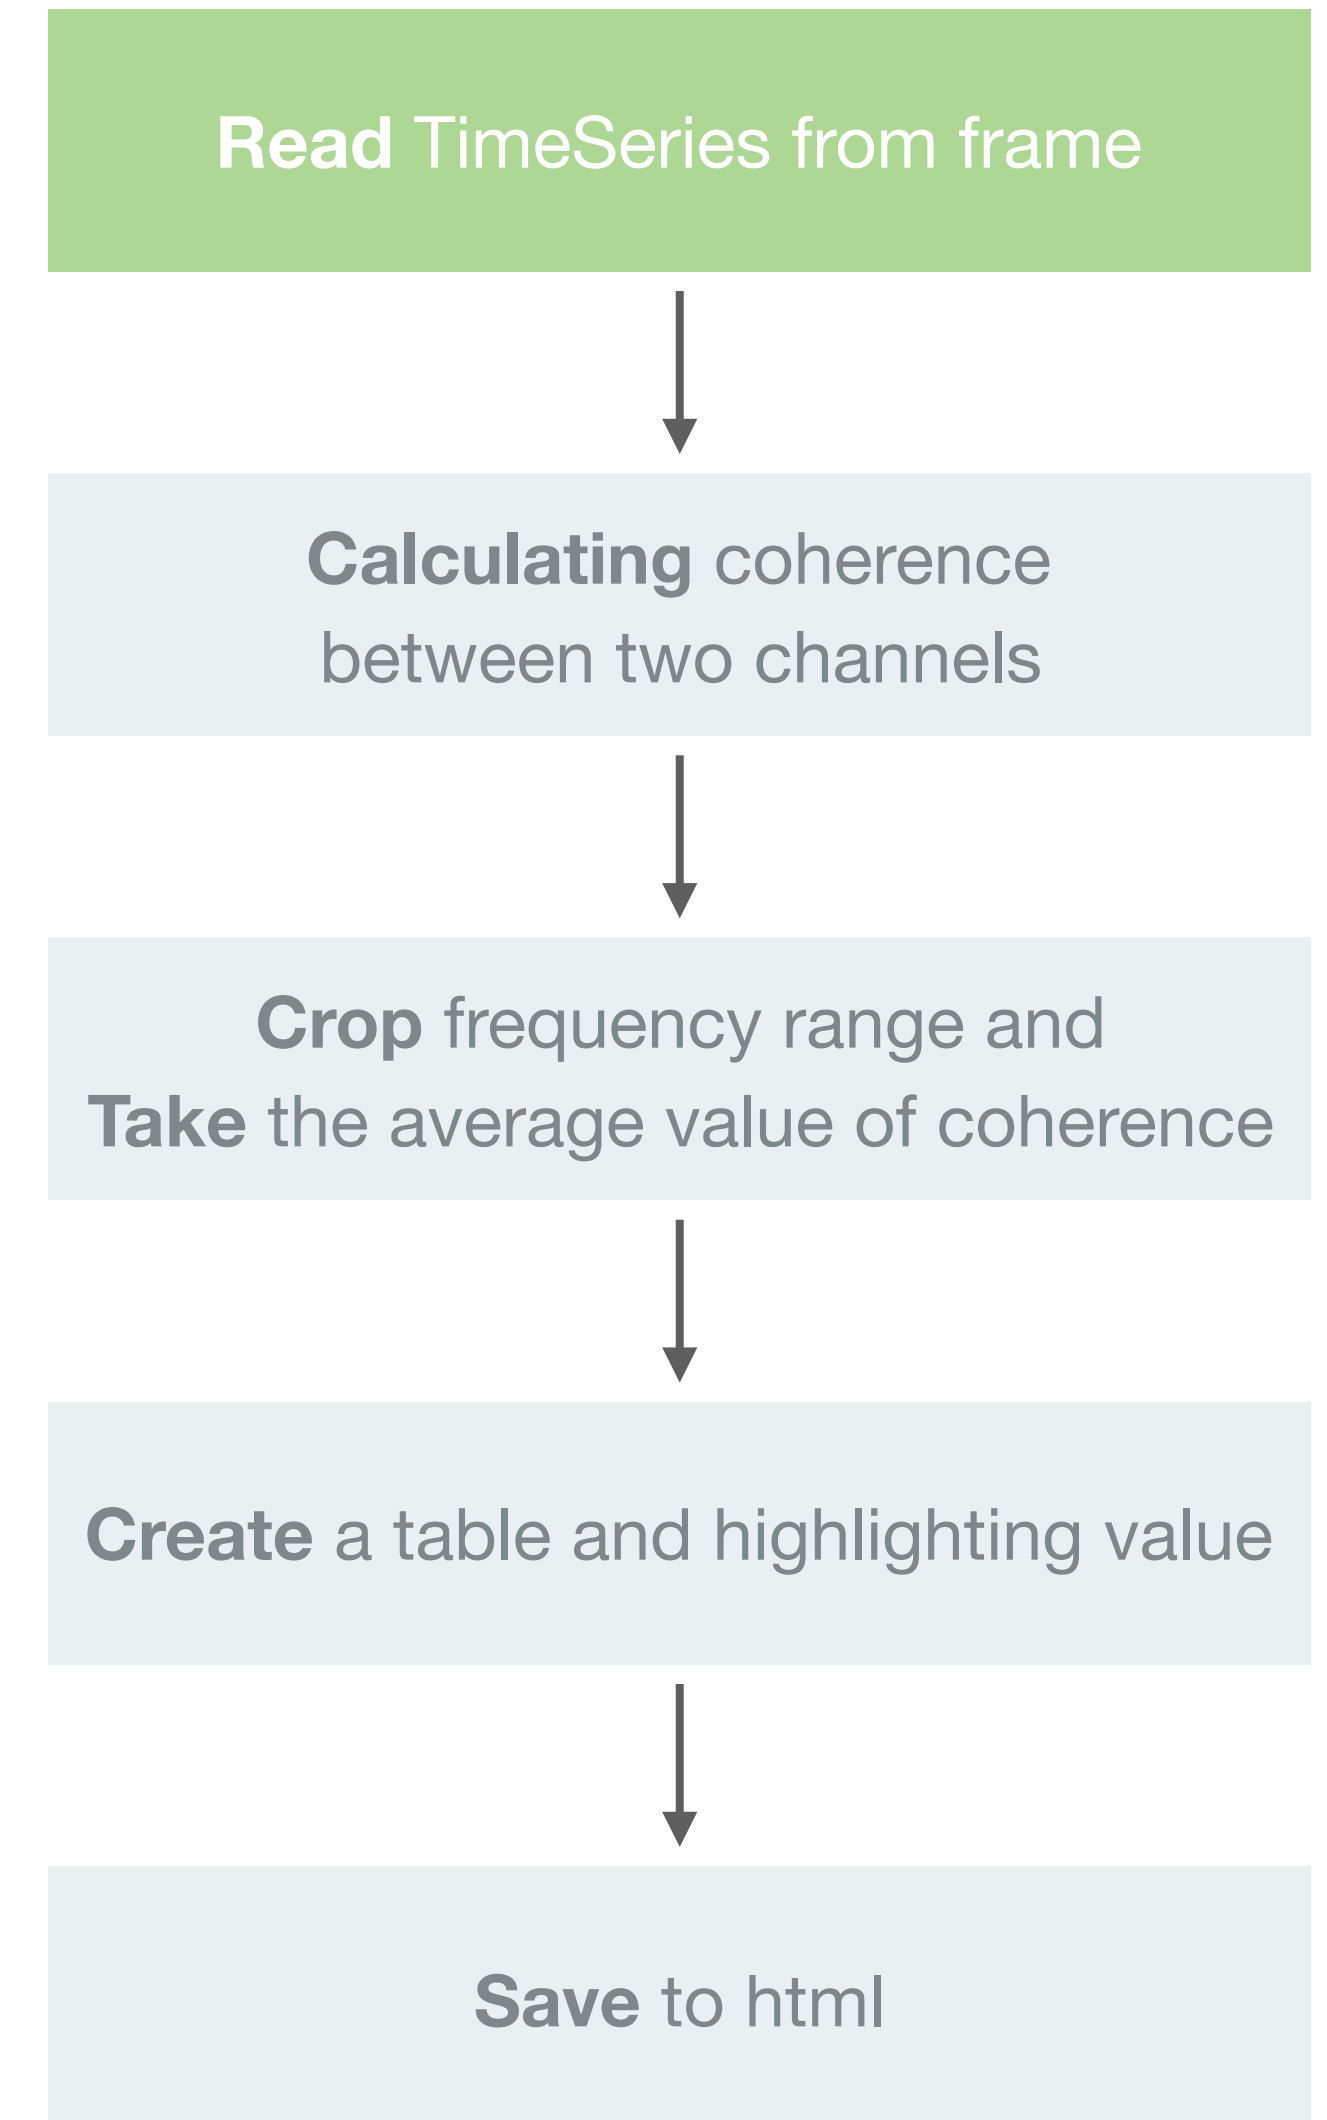 Read TimeSeries from frame
Calculating coherence
between two channels
Crop frequency range and
Take the average value of coherence
Create a table and highlighting value
Save to html